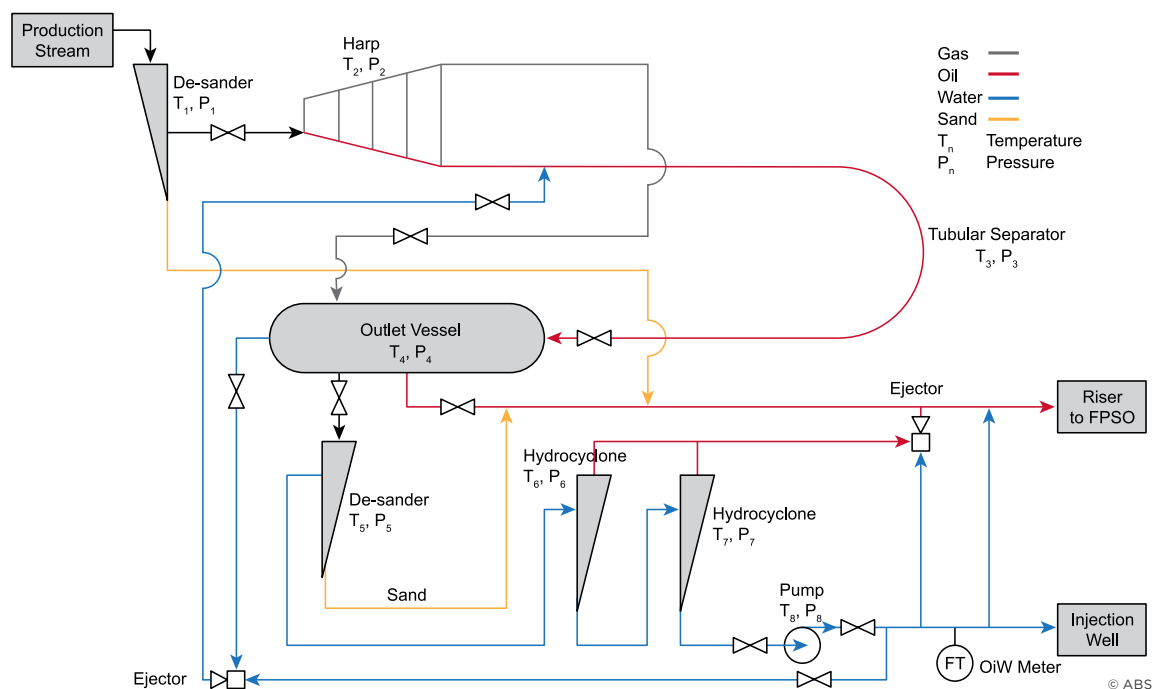 Production
Stream
De-sander
T₁, P₁
Harp
T₂, P₂
Gas
Oil
Water
Sand
Tₙ Temperature
Pₙ Pressure
Tubular Separator
T₃, P₃
Outlet Vessel
T₄, P₄
Ejector
Riser
to FPSO
Hydrocyclone
T₆, P₆
De-sander
T₅, P₅
Hydrocyclone
T₇, P₇
Sand
Pump
T₈, P₈
Injection
Well
FT
OiW Meter
Ejector
© ABS